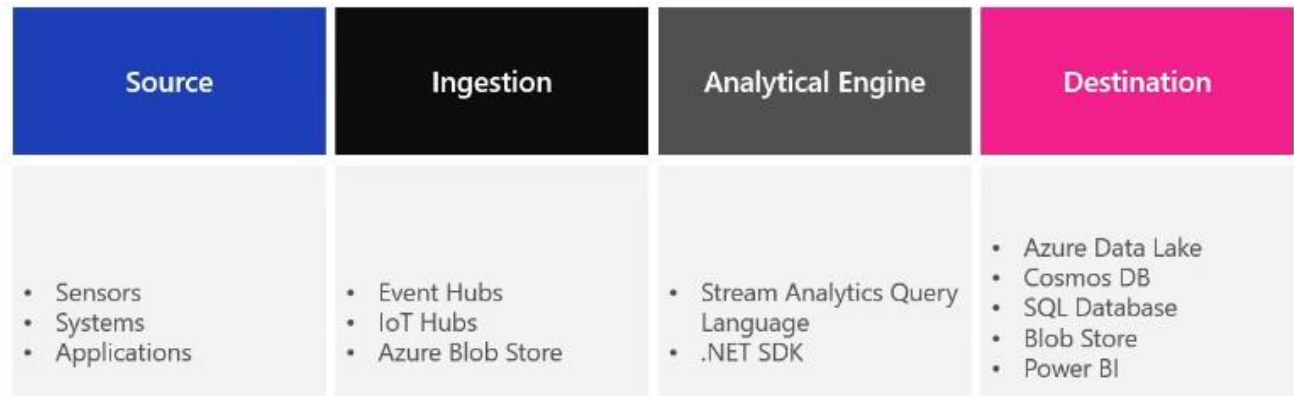 Source
Ingestion
Analytical Engine
Destination
• Sensors
• Systems
• Applications
• Event Hubs
• IoT Hubs
• Azure Blob Store
• Stream Analytics Query
Language
• .NET SDK
• Azure Data Lake
• Cosmos DB
• SQL Database
• Blob Store
• Power BI